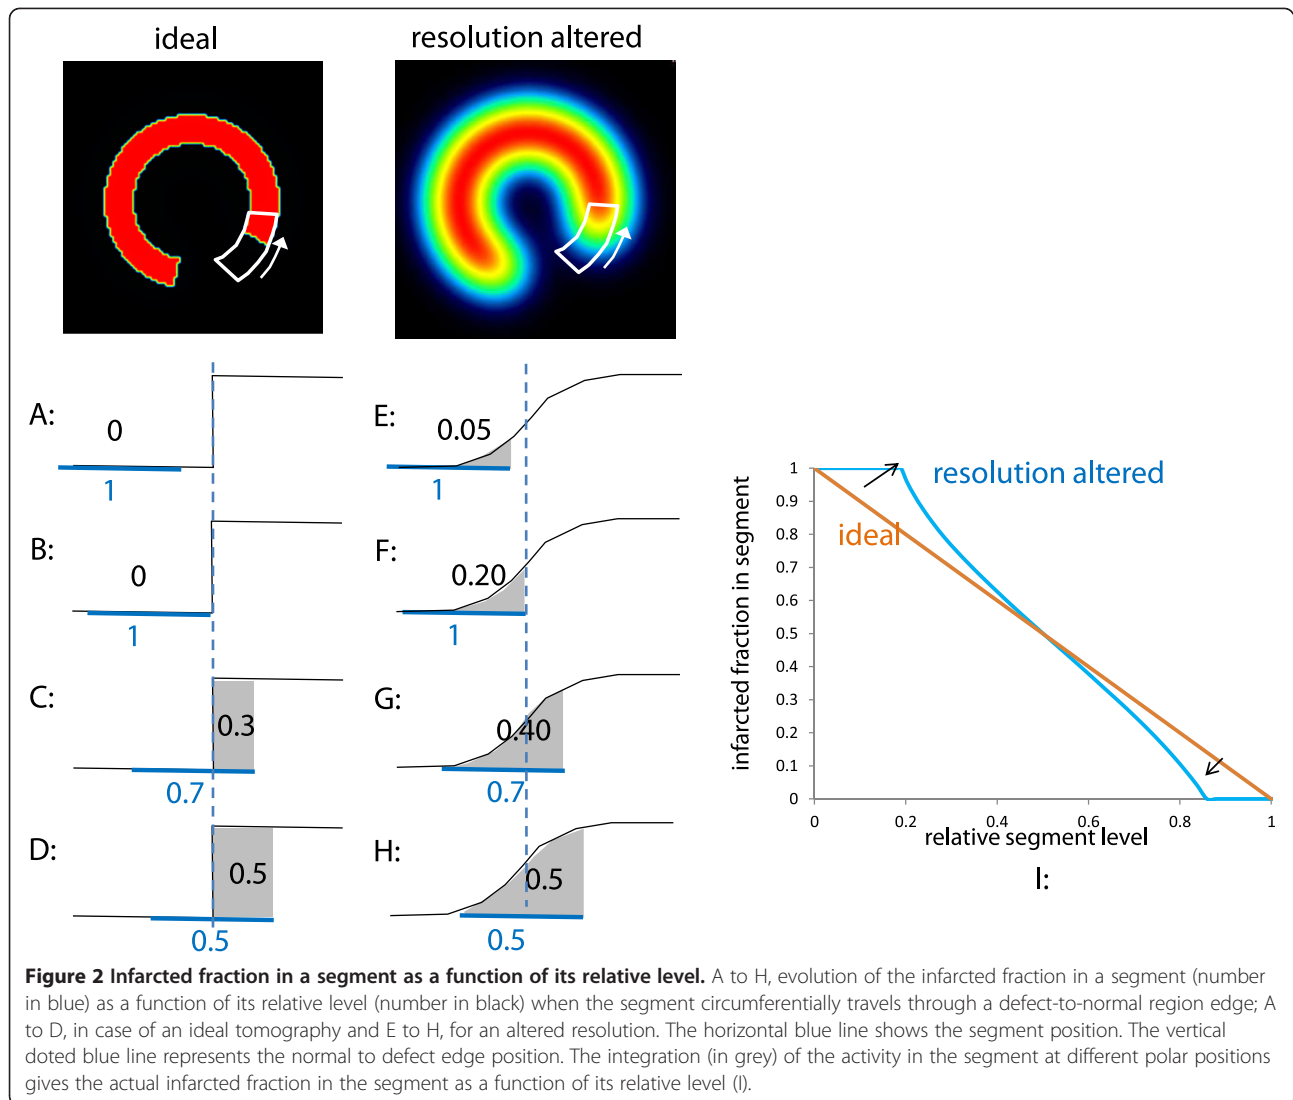 ideal
resolution altered
A:
0
1
B:
0
1
C:
0.3
0.7
D:
0.5
0.5
E:
0.05
1
F:
0.20
1
G:
0.40
0.7
H:
0.5
0.5
infarcted fraction in segment
1
0.9
0.8
0.7
0.6
0.5
0.4
0.3
0.2
0.1
0
resolution altered
ideal
0
0.2
0.4
0.6
0.8
1
relative segment level
I:
Figure 2 Infarcted fraction in a segment as a function of its relative level. A to H, evolution of the infarcted fraction in a segment (number
in blue) as a function of its relative level (number in black) when the segment circumferentially travels through a defect-to-normal region edge; A
to D, in case of an ideal tomography and E to H, for an altered resolution. The horizontal blue line shows the segment position. The vertical
doted blue line represents the normal to defect edge position. The integration (in grey) of the activity in the segment at different polar positions
gives the actual infarcted fraction in the segment as a function of its relative level (I).